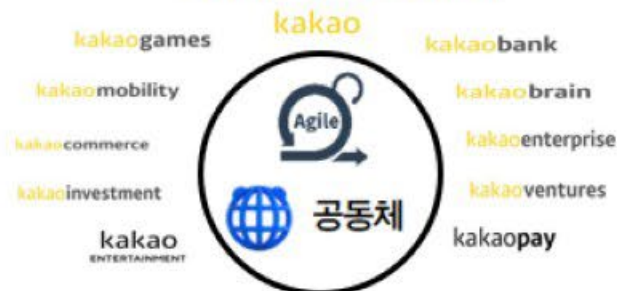 kakao
kakaogames
kakaobank
kakaomobility
kakaobrain
Agile
kakaocommerce
kakaoenterprise
kakaoinvestment
kakaoventures
공동체
kakao
ENTERTAINMENT
kakaopay